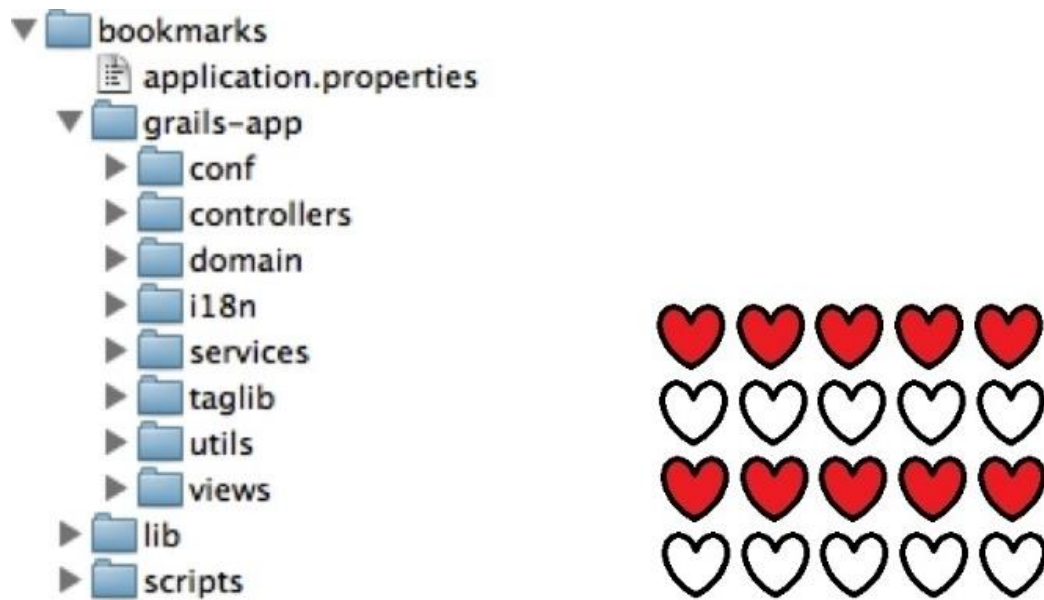 bookmarks
application.properties
grails-app
conf
controllers
domain
i18n
services
taglib
utils
views
lib
scripts